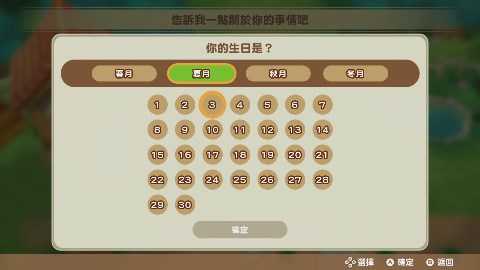 告訴我一點關於你的事情吧
你的生日是？
春月 夏月 秋月 冬月
1 2 3 4 5 6 7
8 9 10 11 12 13 14
15 16 17 18 19 20 21
22 23 24 25 26 27 28
29 30
確定
選擇 A 確定 B 返回